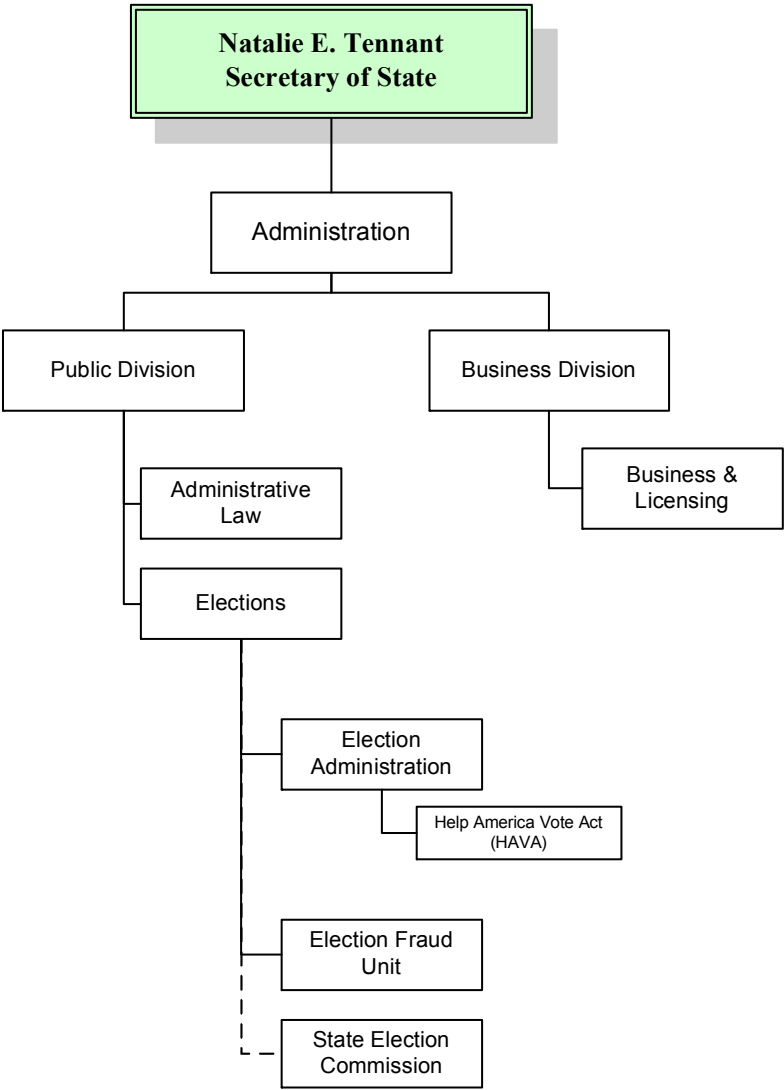 Natalie E. Tennant
Secretary of State
Administration
Public Division
Business Division
Administrative
Law
Business &
Licensing
Elections
Election
Administration
Help America Vote Act
(HAVA)
Election Fraud
Unit
State Election
Commission